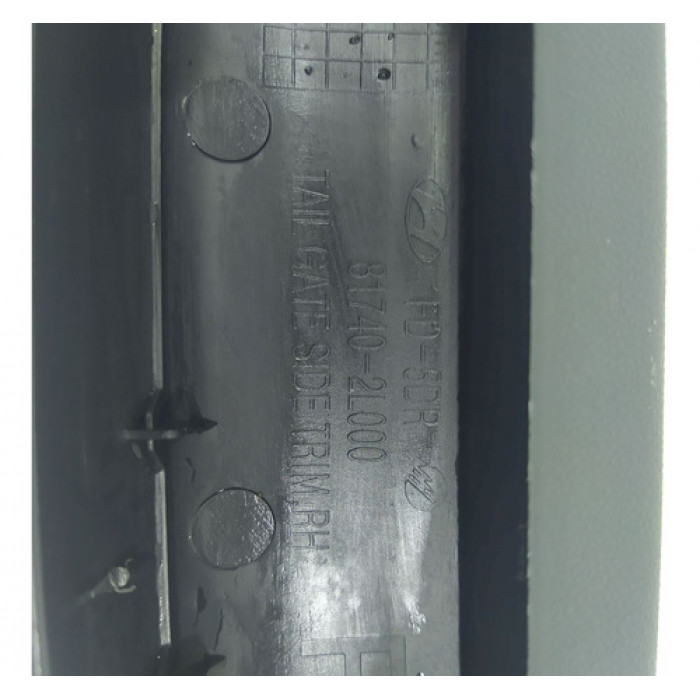 FD-5DR
81740-2L000
TAIL GATE SIDE TRIM, RH